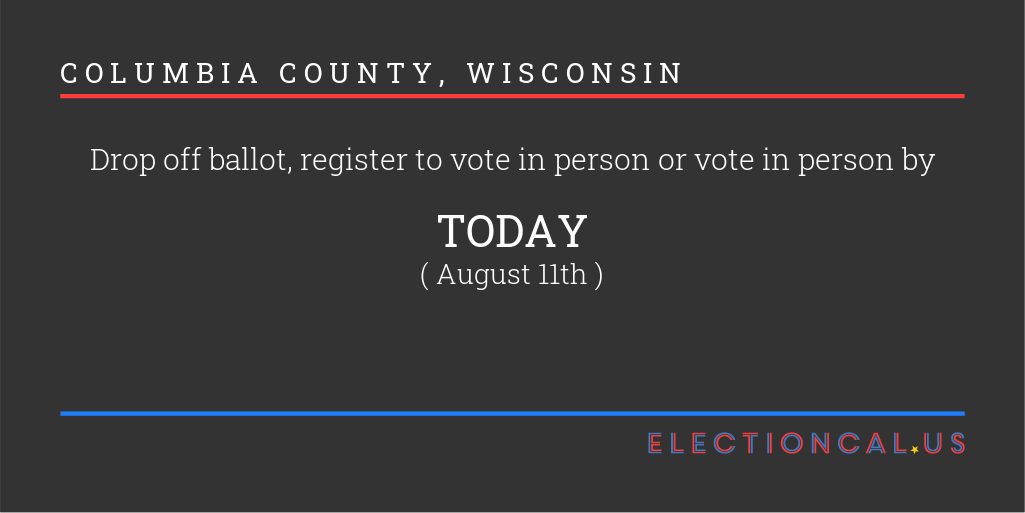 COLUMBIA COUNTY, WISCONSIN
Drop off ballot, register to vote in person or vote in person by
TODAY
( August 11th )
ELECTIONCAL.US